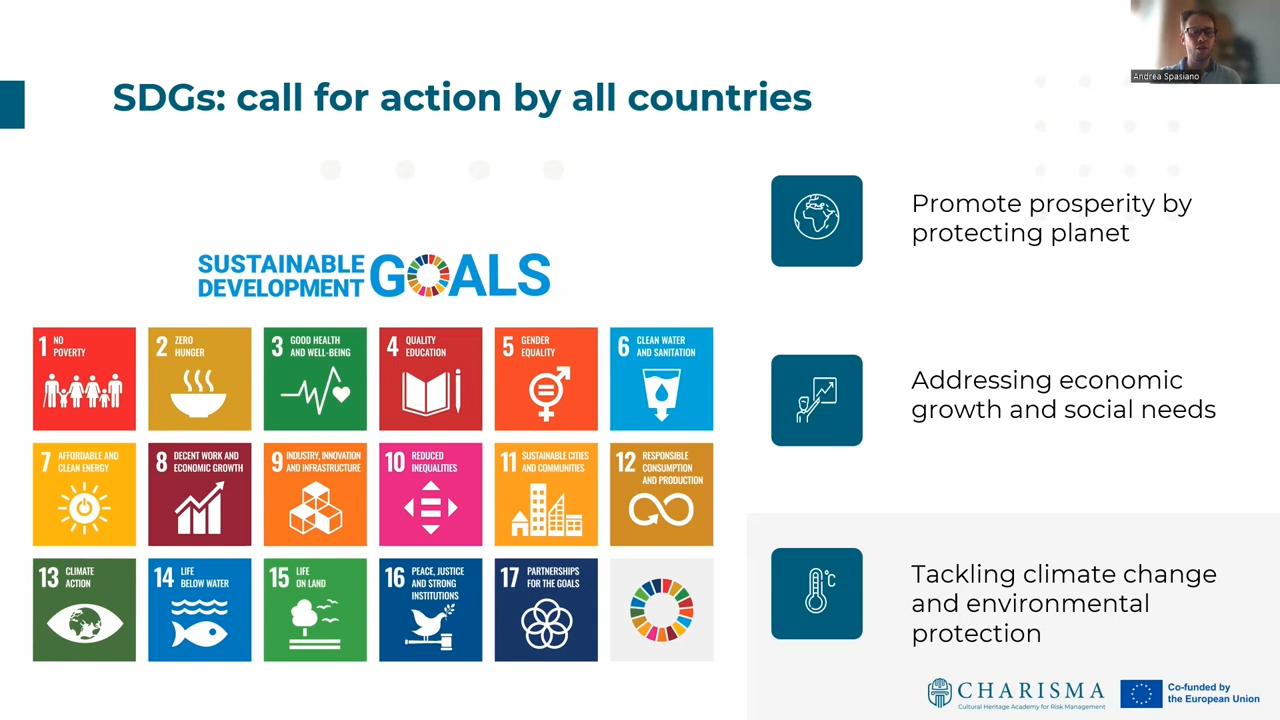 Andrea Spasiano
SDGs: call for action by all countries
SUSTAINABLE
DEVELOPMENT
GOALS
1 NO
POVERTY
2 ZERO
HUNGER
3 GOOD HEALTH
AND WELL-BEING
4 QUALITY
EDUCATION
5 GENDER
EQUALITY
6 CLEAN WATER
AND SANITATION
7 AFFORDABLE AND
CLEAN ENERGY
8 DECENT WORK AND
ECONOMIC GROWTH
9 INDUSTRY, INNOVATION
AND INFRASTRUCTURE
10 REDUCED
INEQUALITIES
11 SUSTAINABLE CITIES
AND COMMUNITIES
12 RESPONSIBLE
CONSUMPTION
AND PRODUCTION
13 CLIMATE
ACTION
14 LIFE
BELOW WATER
15 LIFE
ON LAND
16 PEACE, JUSTICE
AND STRONG
INSTITUTIONS
17 PARTNERSHIPS
FOR THE GOALS
Promote prosperity by
protecting planet
Addressing economic
growth and social needs
°C
Tackling climate change
and environmental
protection
CHARISMA
Cultural Heritage Academy for Risk Management
Co-funded by
the European Union